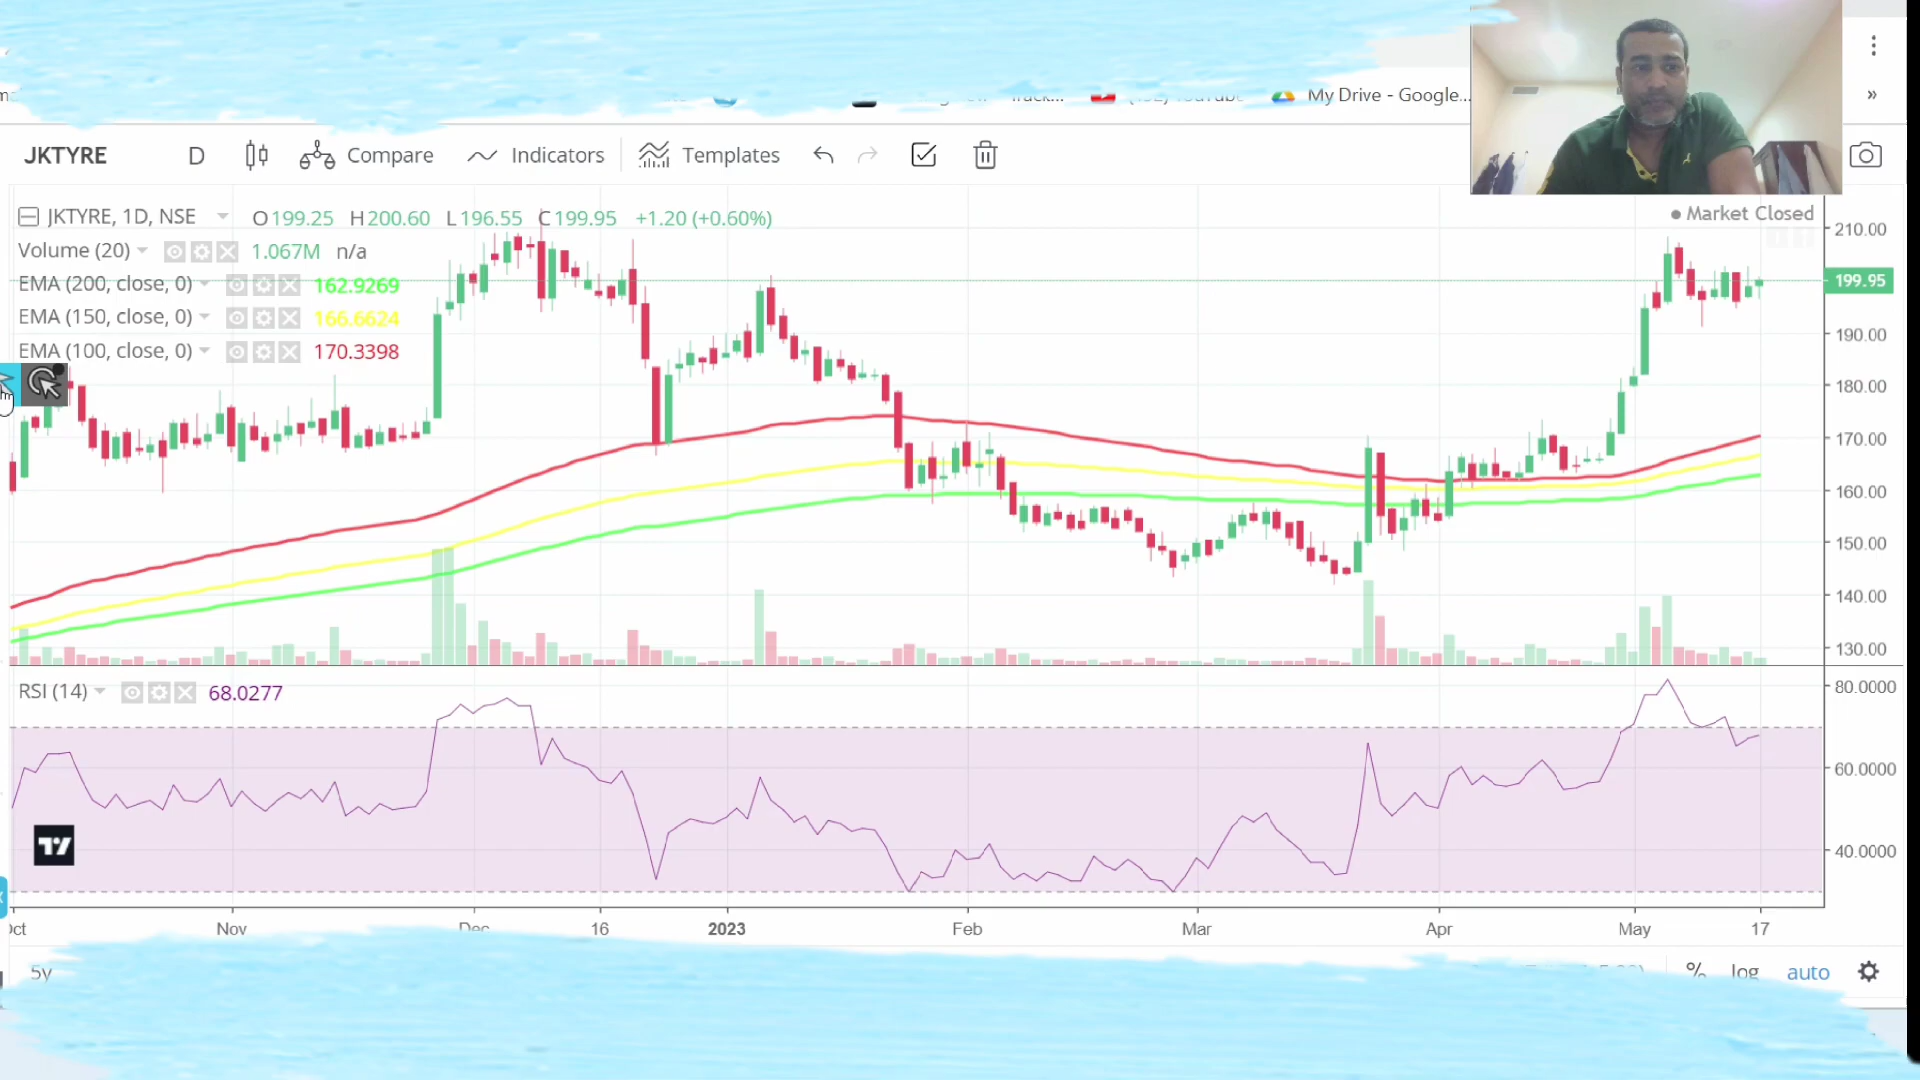 My Drive - Google...
»
JKTYRE D Compare Indicators Templates
JKTYRE, 1D, NSE O199.25 H200.60 L196.55 C199.95 +1.20 (+0.60%)
Market Closed
Volume (20) 1.067M n/a
EMA (200, close, 0) 162.9269
EMA (150, close, 0) 166.6624
EMA (100, close, 0) 170.3398
210.00
199.95
190.00
180.00
170.00
160.00
150.00
140.00
130.00
RSI (14) 68.0277
80.0000
60.0000
40.0000
Nov Dec 16 2023 Feb Mar Apr May 17
5y % log auto